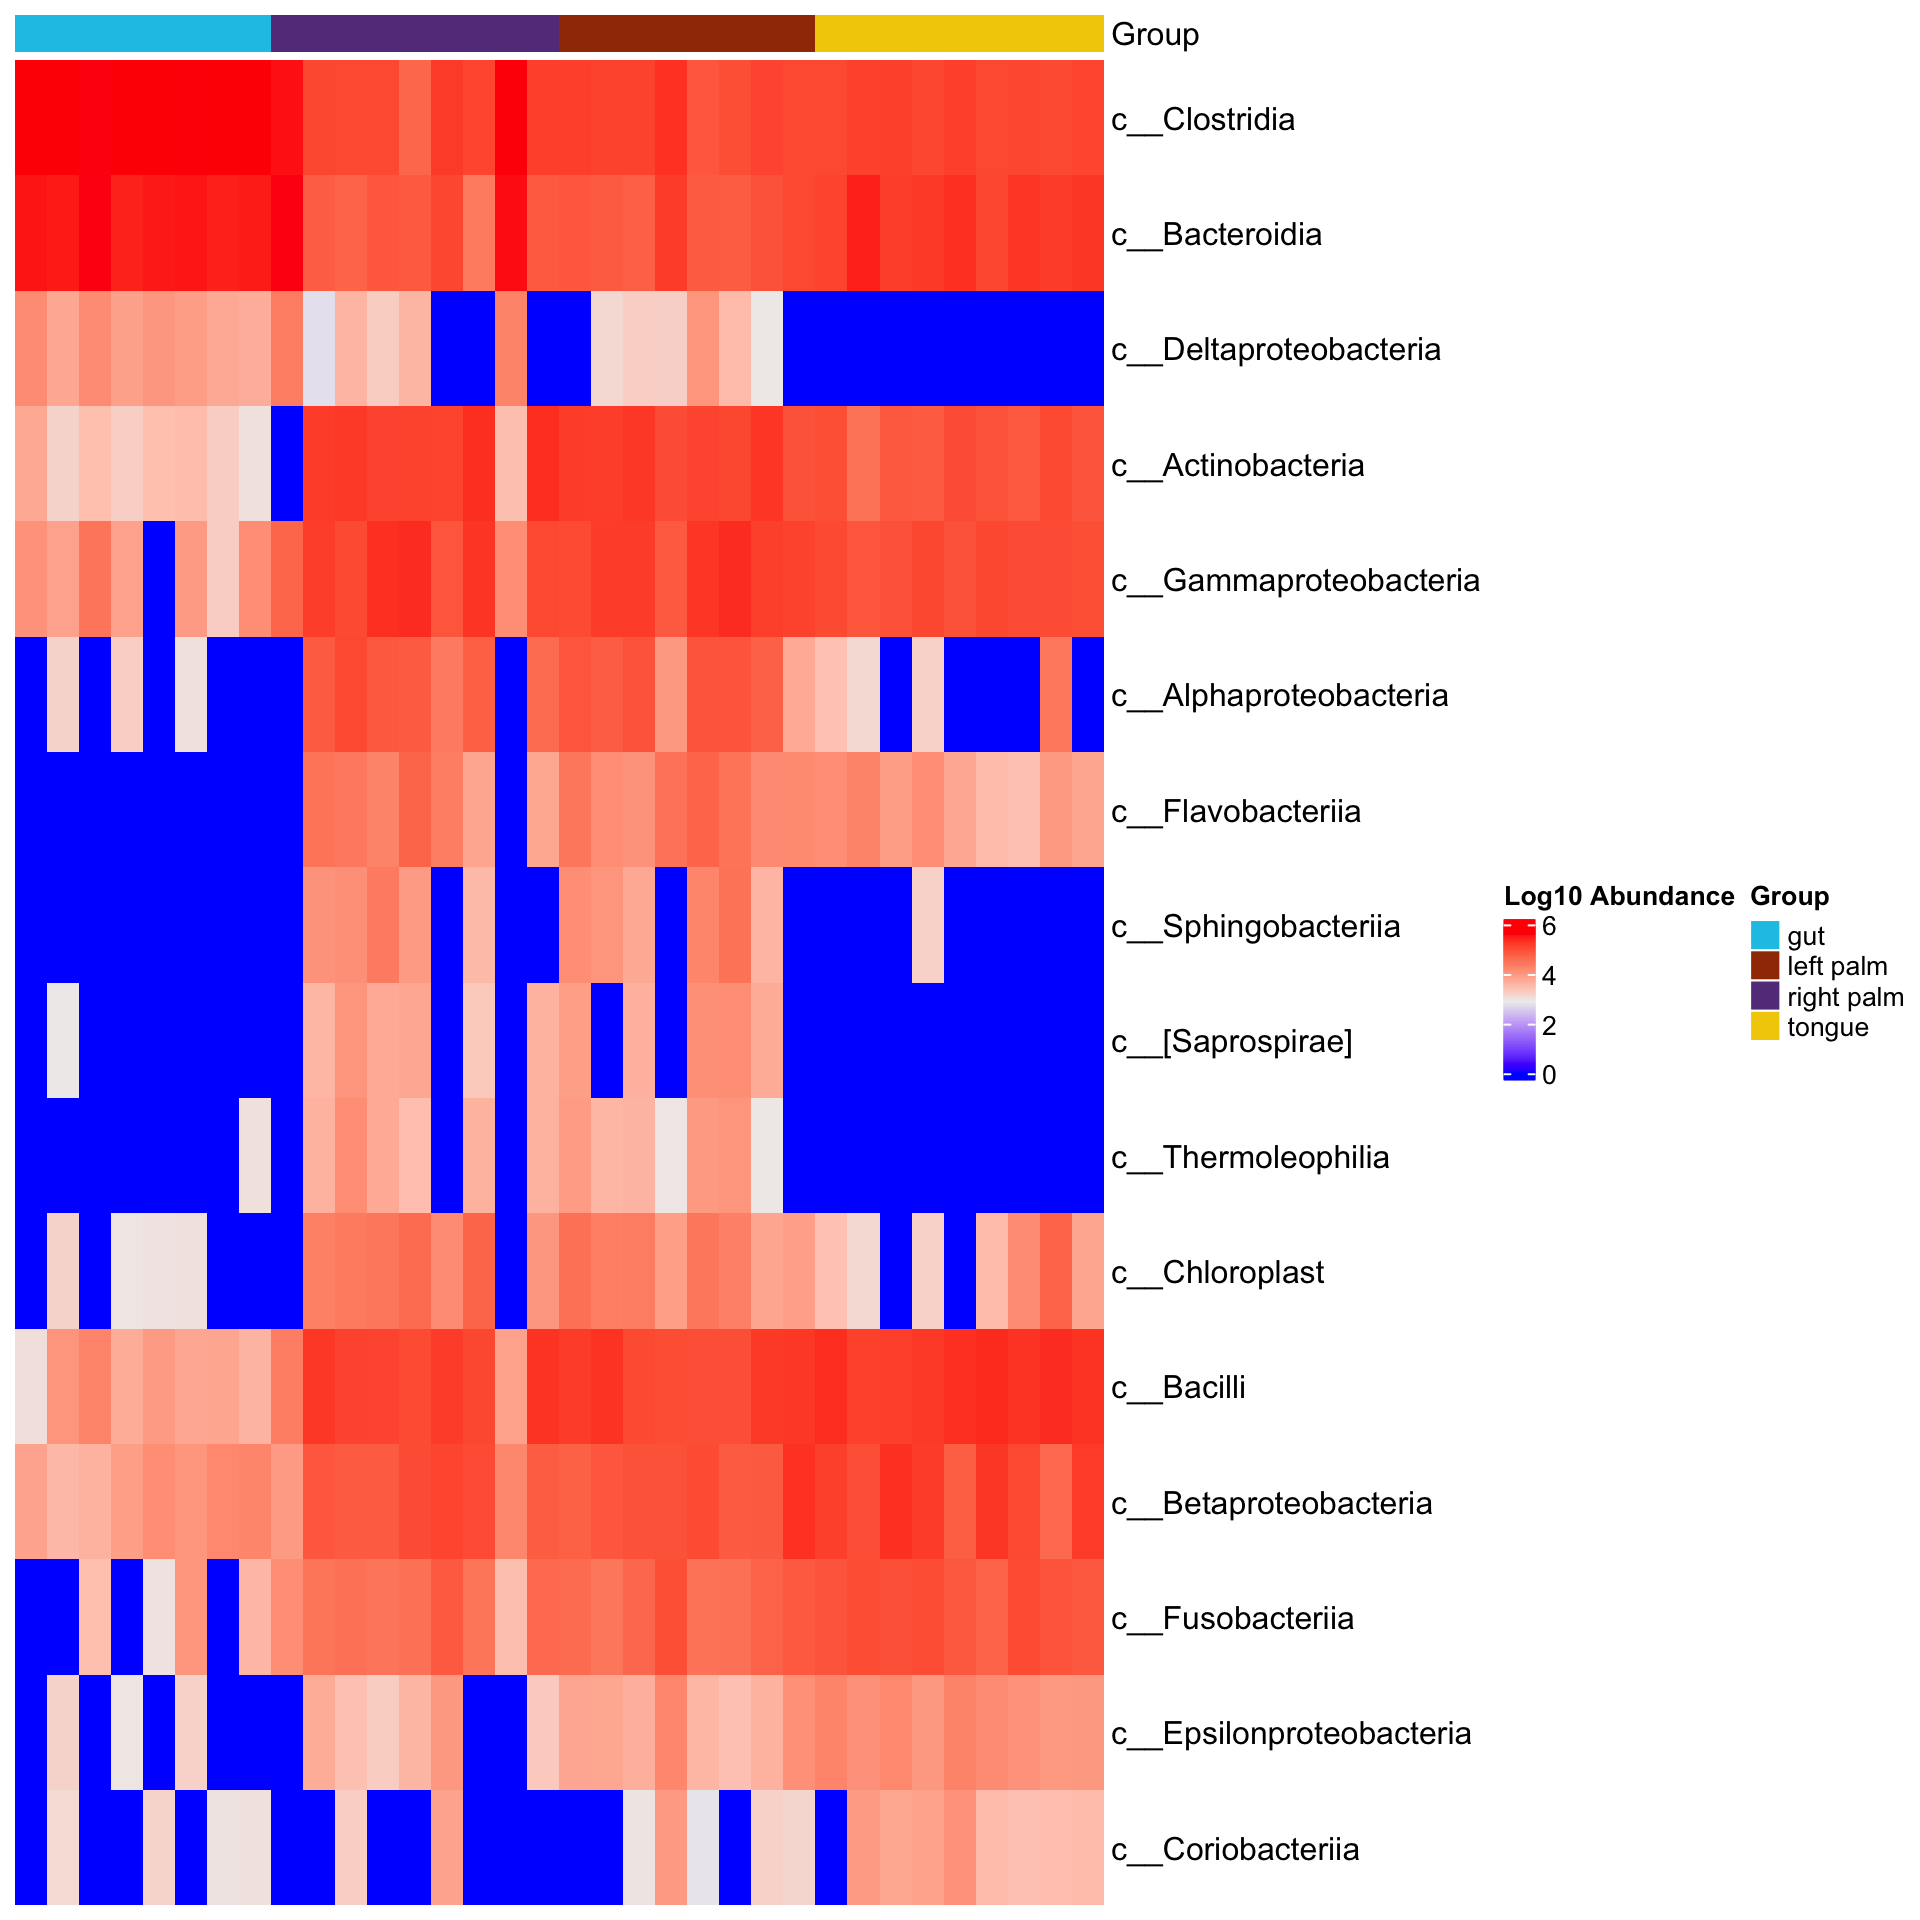 Group
c__Clostridia
c__Bacteroidia
c__Deltaproteobacteria
c__Actinobacteria
c__Gammaproteobacteria
c__Alphaproteobacteria
c__Flavobacteriia
c__Sphingobacteriia
c__[Saprospirae]
c__Thermoleophilia
c__Chloroplast
c__Bacilli
c__Betaproteobacteria
c__Fusobacteriia
c__Epsilonproteobacteria
c__Coriobacteriia
Log10 Abundance
6
4
2
0
Group
gut
left palm
right palm
tongue